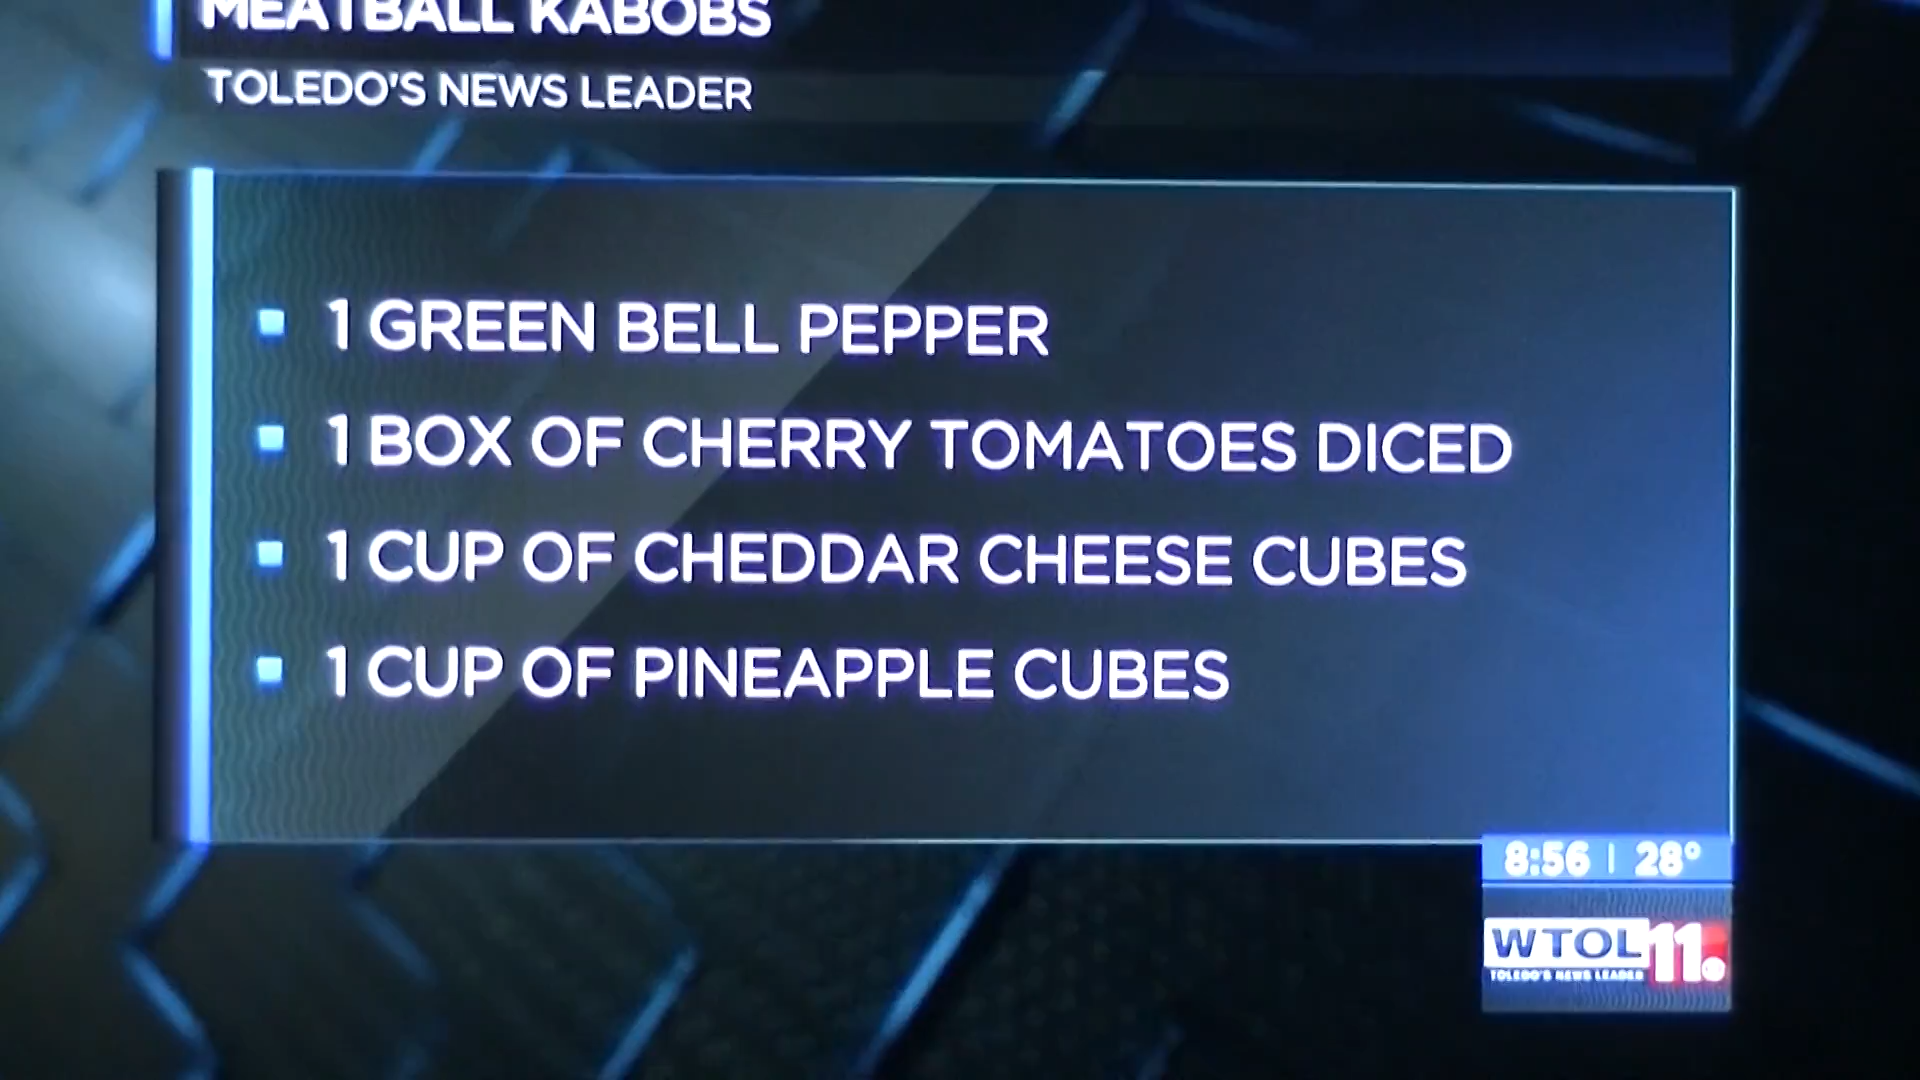 MEATBALL KABOBS
TOLEDO'S NEWS LEADER
1 GREEN BELL PEPPER
1 BOX OF CHERRY TOMATOES DICED
1 CUP OF CHEDDAR CHEESE CUBES
1 CUP OF PINEAPPLE CUBES
8:56 | 28°
WTOL 11
TOLEDO'S NEWS LEADER